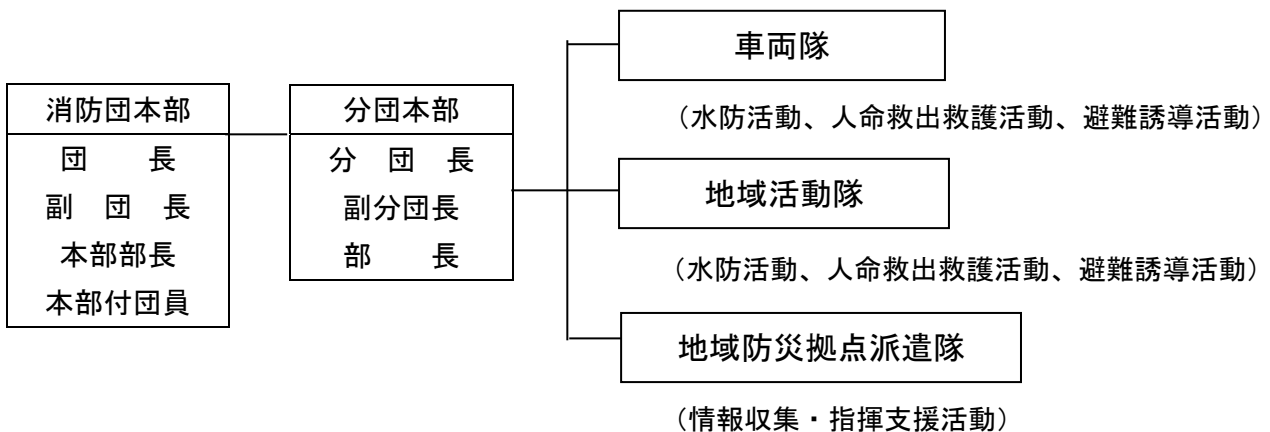 消防団本部
団　　長
副　団　長
本部部長
本部付団員
分団本部
分　団　長
副分団長
部　　長
車両隊
（水防活動、人命救出救護活動、避難誘導活動）
地域活動隊
（水防活動、人命救出救護活動、避難誘導活動）
地域防災拠点派遣隊
（情報収集・指揮支援活動）